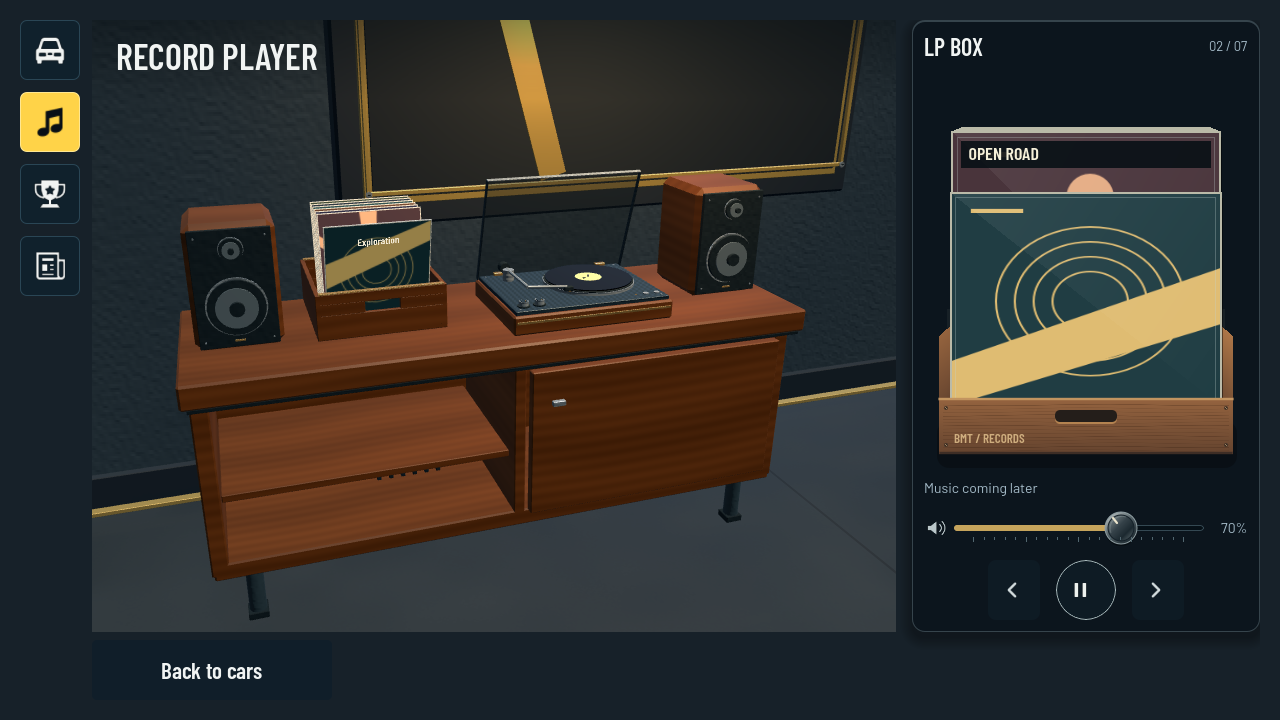 RECORD PLAYER
Exploration
LP BOX
02 / 07
OPEN ROAD
BMT / RECORDS
Music coming later
70%
Back to cars